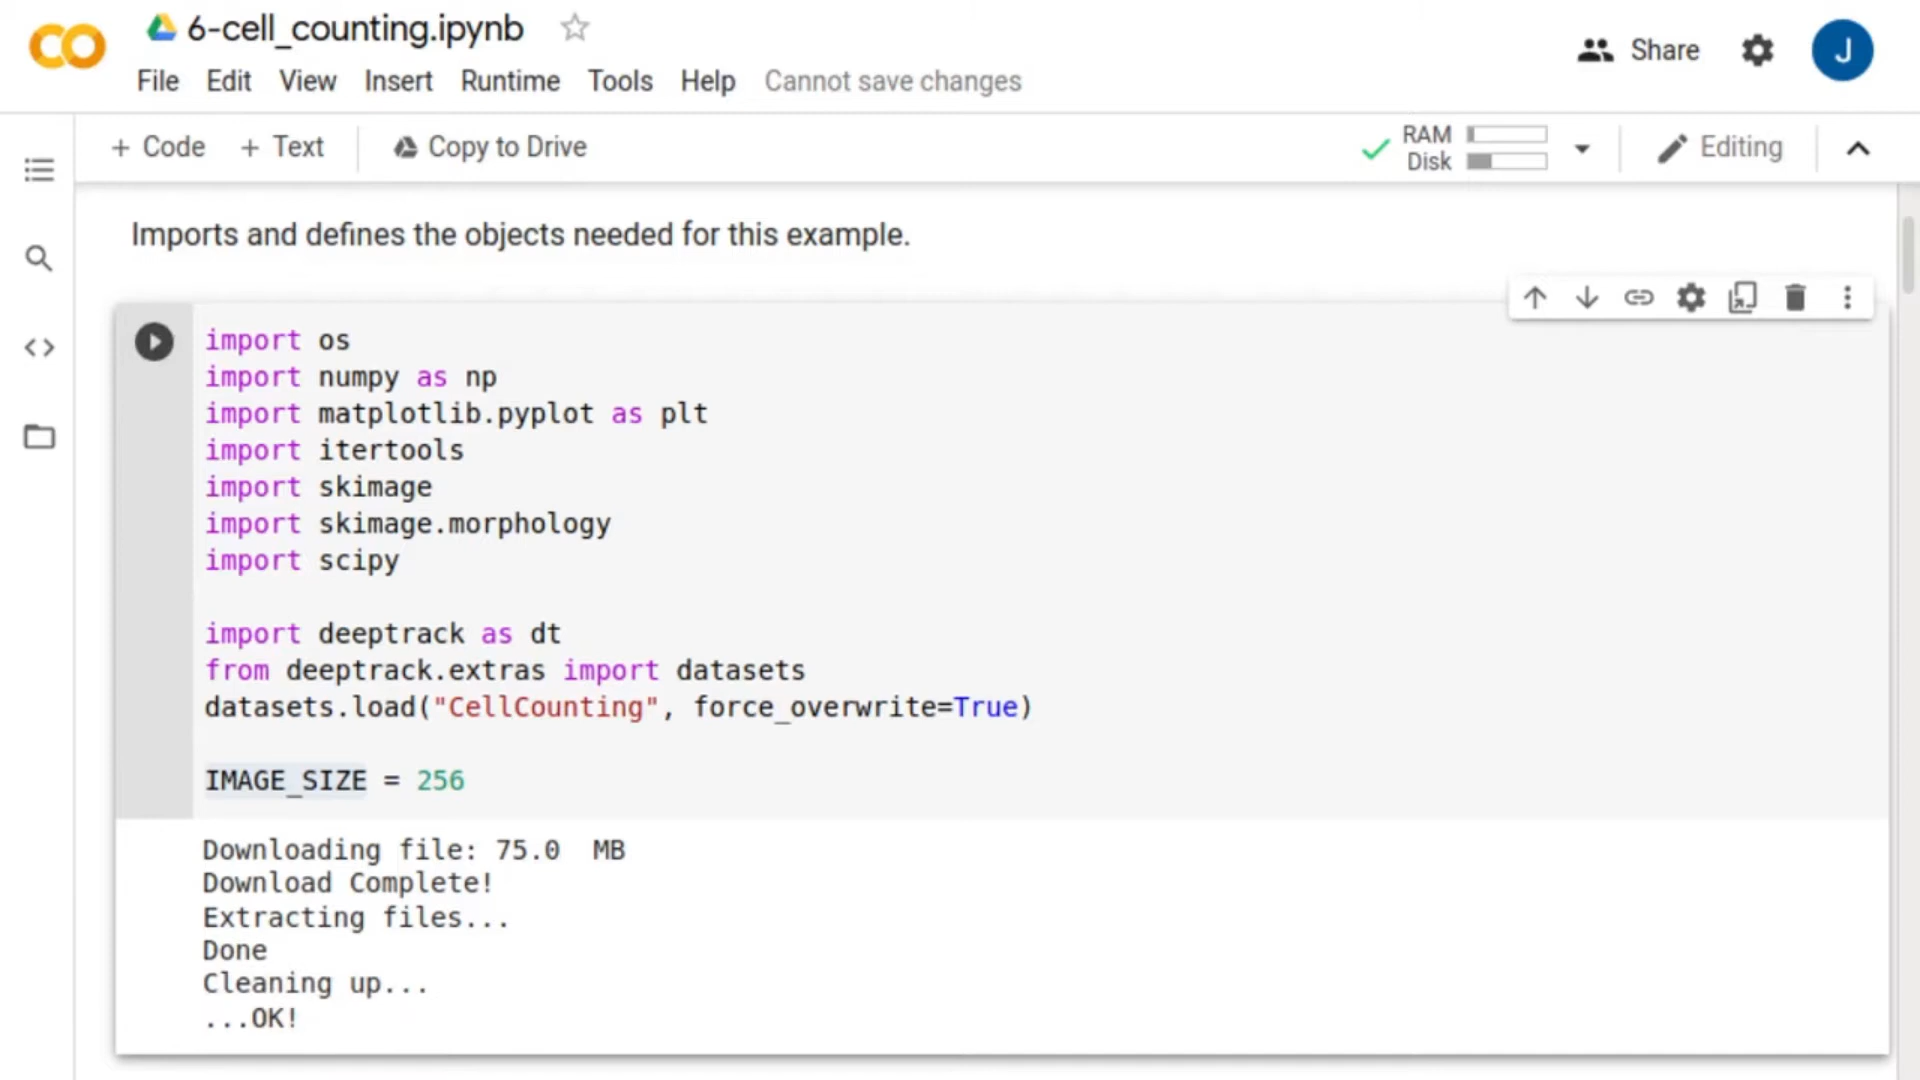 6-cell_counting.ipynb
File Edit View Insert Runtime Tools Help Cannot save changes
Share
J
+ Code + Text Copy to Drive
RAM
Disk
Editing
Imports and defines the objects needed for this example.
import os
import numpy as np
import matplotlib.pyplot as plt
import itertools
import skimage
import skimage.morphology
import scipy
import deeptrack as dt
from deeptrack.extras import datasets
datasets.load("CellCounting", force_overwrite=True)
IMAGE_SIZE = 256
Downloading file: 75.0  MB
Download Complete!
Extracting files...
Done
Cleaning up...
...OK!